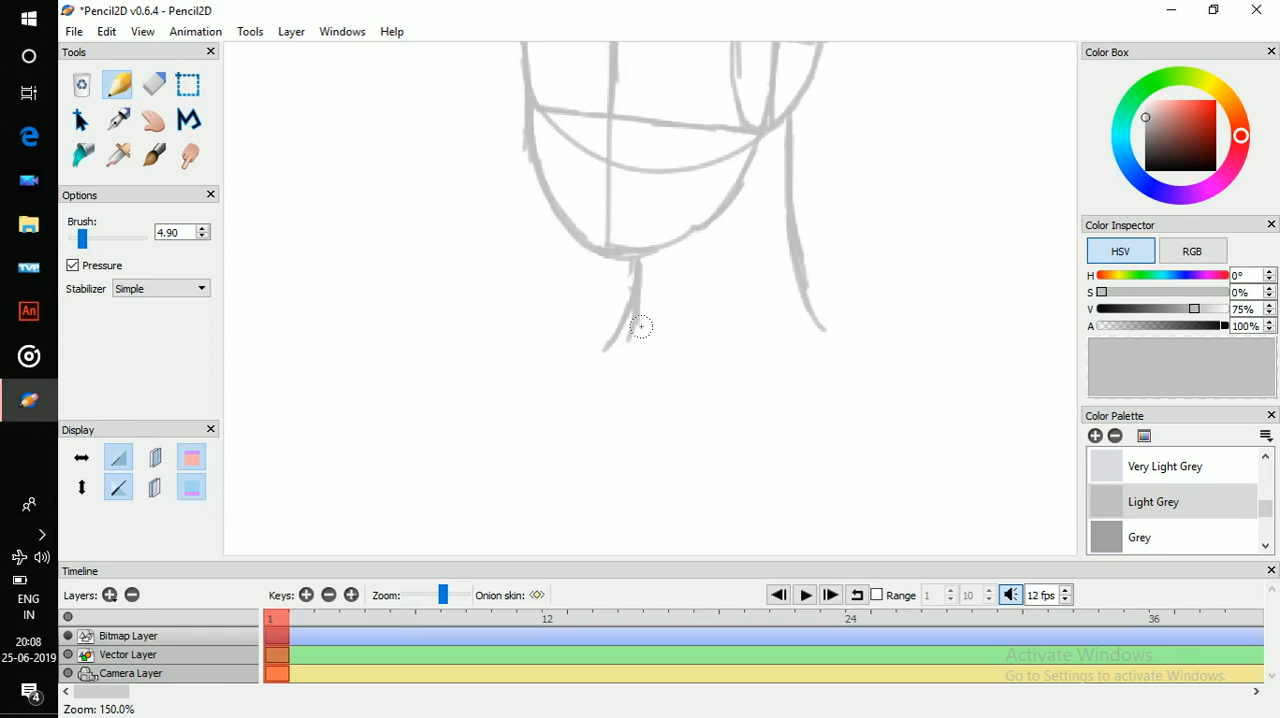 *Pencil2D v0.6.4 - Pencil2D
File Edit View Animation Tools Layer Windows Help
Tools
Options
Brush:
4.90
Pressure
Stabilizer Simple
Display
Color Box
Color Inspector
HSV RGB
H 0°
S 0%
V 75%
A 100%
Color Palette
Very Light Grey
Light Grey
Grey
Timeline
Layers: Keys: Zoom: Onion skin: Range 1 10 12 fps
1 12 24 36
Bitmap Layer
Vector Layer
Camera Layer
Activate Windows
Go to Settings to activate Windows.
Zoom: 150.0%
TVP
An
ENG
IN
20:08
25-06-2019
4